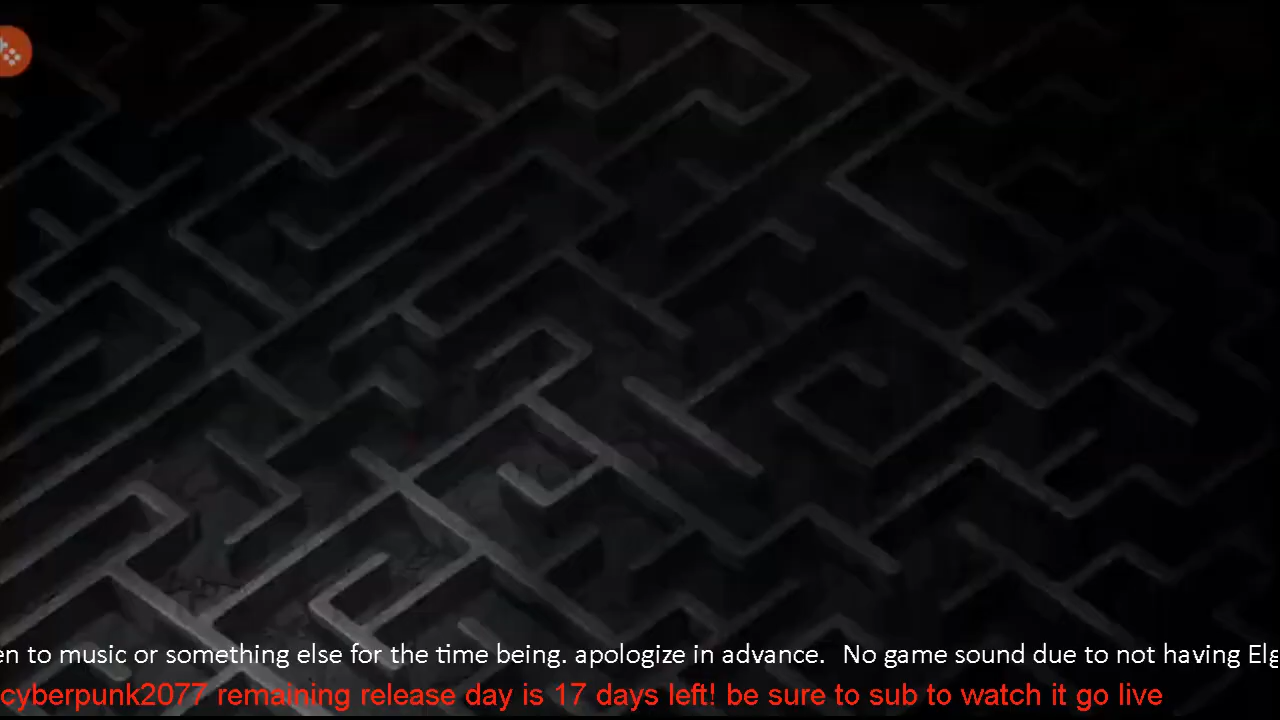 en to music or something else for the time being. apologize in advance. No game sound due to not having Elg
cyberpunk2077 remaining release day is 17 days left! be sure to sub to watch it go live